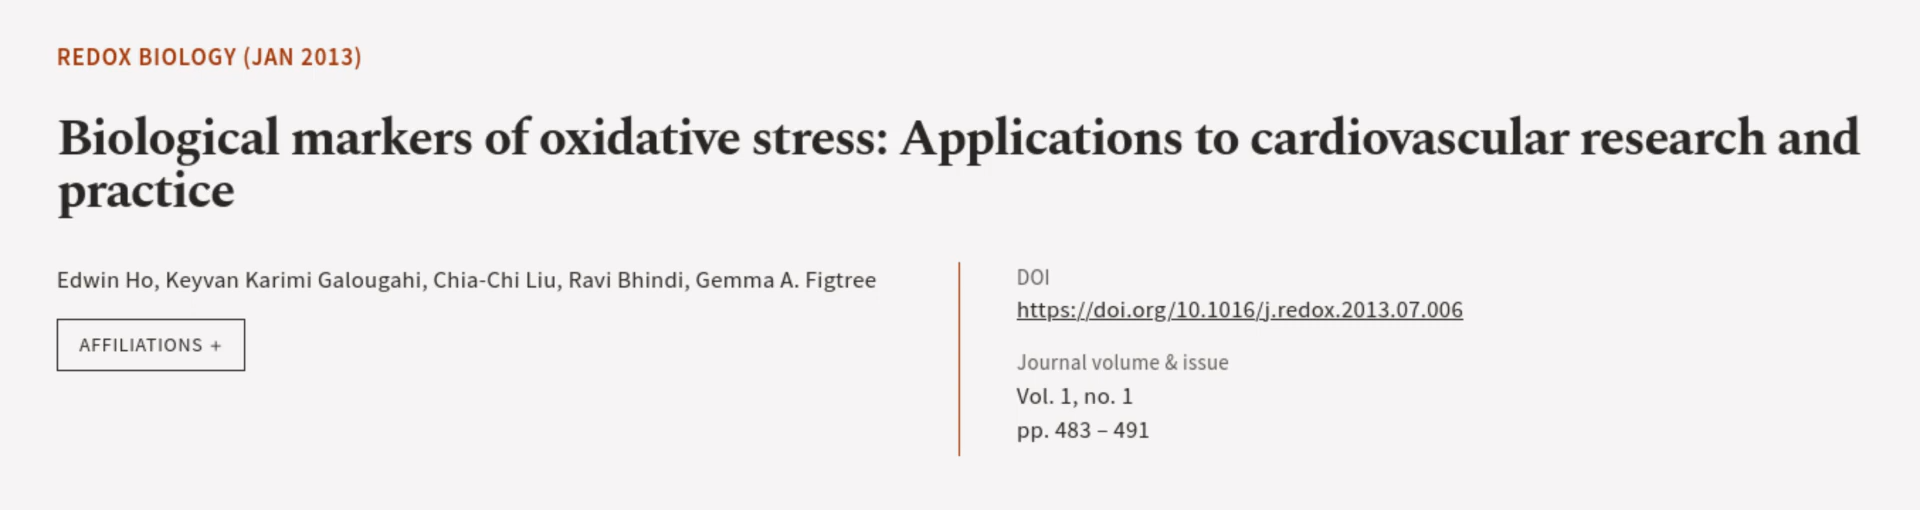 REDOX BIOLOGY (JAN 2013)
Biological markers of oxidative stress: Applications to cardiovascular research and
practice
Edwin Ho, Keyvan Karimi Galougahi, Chia-Chi Liu, Ravi Bhindi, Gemma A. Figtree
AFFILIATIONS +
DOI
https://doi.org/10.1016/j.redox.2013.07.006
Journal volume & issue
Vol. 1, no. 1
pp. 483 – 491